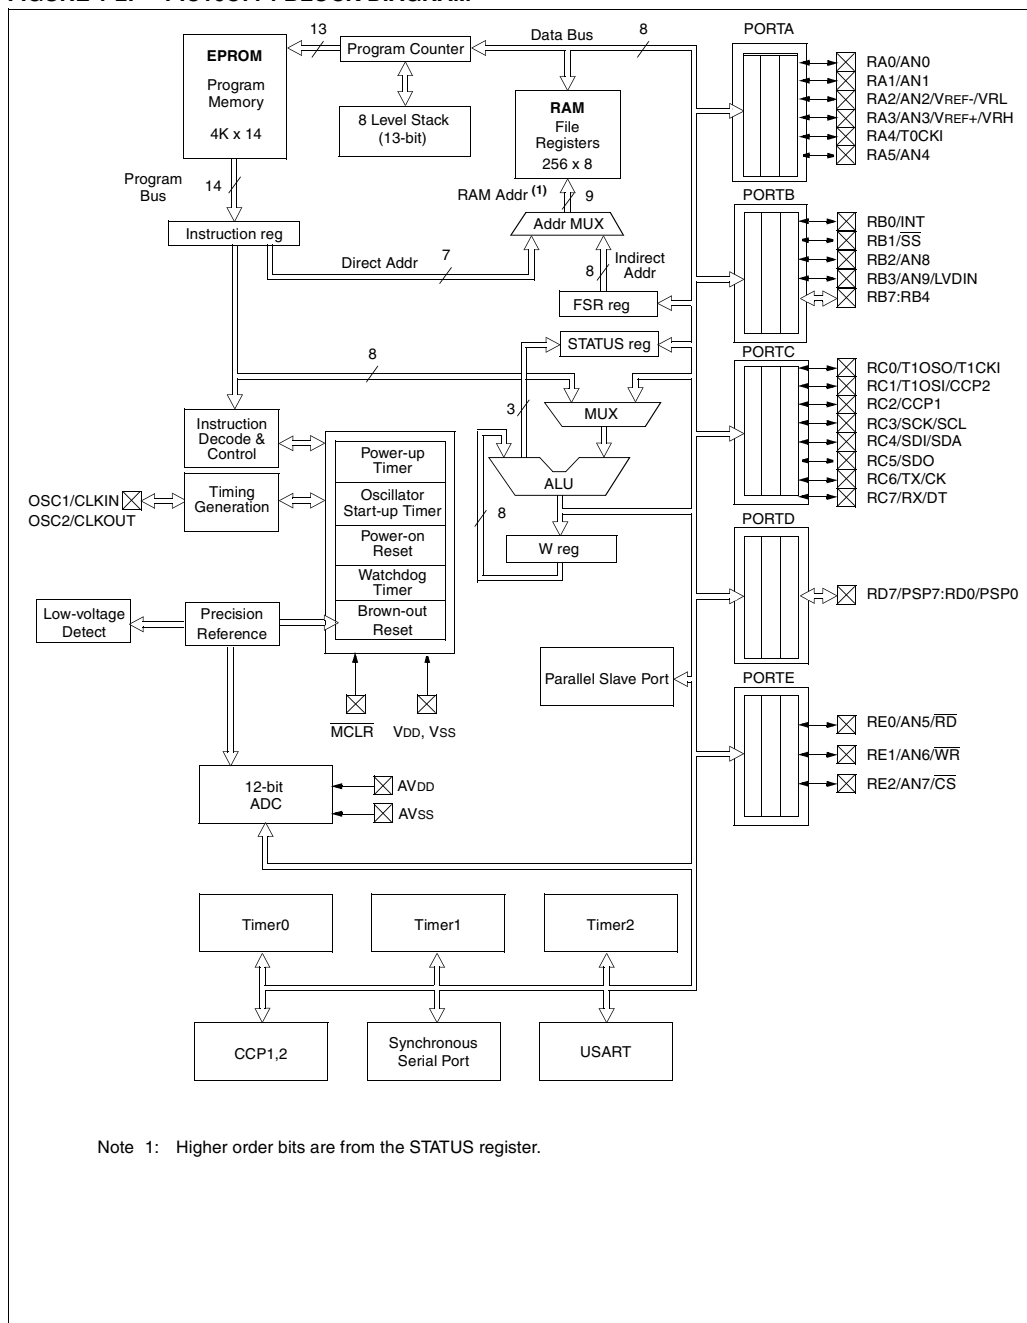 EPROM
Program
Memory
4K x 14
13
Program Counter
8 Level Stack
(13-bit)
Data Bus
8
RAM
File
Registers
256 x 8
Program
Bus
14
RAM Addr (1)
9
Addr MUX
Instruction reg
Direct Addr
7
8
Indirect
Addr
FSR reg
STATUS reg
8
3
MUX
ALU
8
W reg
Instruction
Decode &
Control
Timing
Generation
OSC1/CLKIN
OSC2/CLKOUT
Power-up
Timer
Oscillator
Start-up Timer
Power-on
Reset
Watchdog
Timer
Brown-out
Reset
Low-voltage
Detect
Precision
Reference
MCLR
VDD, VSS
Parallel Slave Port
12-bit
ADC
AVDD
AVSS
Timer0
Timer1
Timer2
CCP1,2
Synchronous
Serial Port
USART
PORTA
RA0/AN0
RA1/AN1
RA2/AN2/VREF-/VRL
RA3/AN3/VREF+/VRH
RA4/T0CKI
RA5/AN4
PORTB
RB0/INT
RB1/SS
RB2/AN8
RB3/AN9/LVDIN
RB7:RB4
PORTC
RC0/T1OSO/T1CKI
RC1/T1OSI/CCP2
RC2/CCP1
RC3/SCK/SCL
RC4/SDI/SDA
RC5/SDO
RC6/TX/CK
RC7/RX/DT
PORTD
RD7/PSP7:RD0/PSP0
PORTE
RE0/AN5/RD
RE1/AN6/WR
RE2/AN7/CS
Note 1: Higher order bits are from the STATUS register.